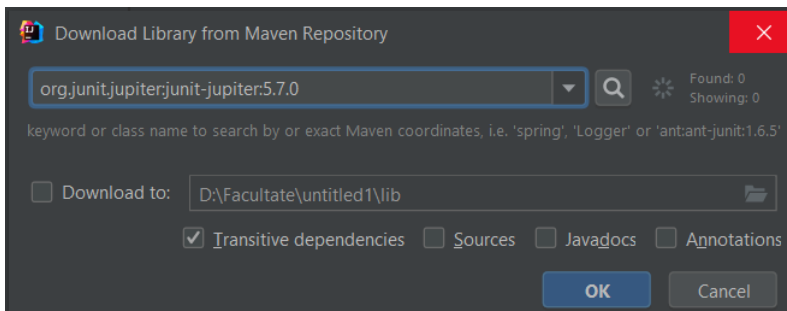 Download Library from Maven Repository
org.junit.jupiter:junit-jupiter:5.7.0
Found: 0
Showing: 0
keyword or class name to search by or exact Maven coordinates, i.e. 'spring', 'Logger' or 'ant:ant-junit:1.6.5'
Download to: D:\Facultate\untitled1\lib
Transitive dependencies Sources Javadocs Annotations
OK Cancel